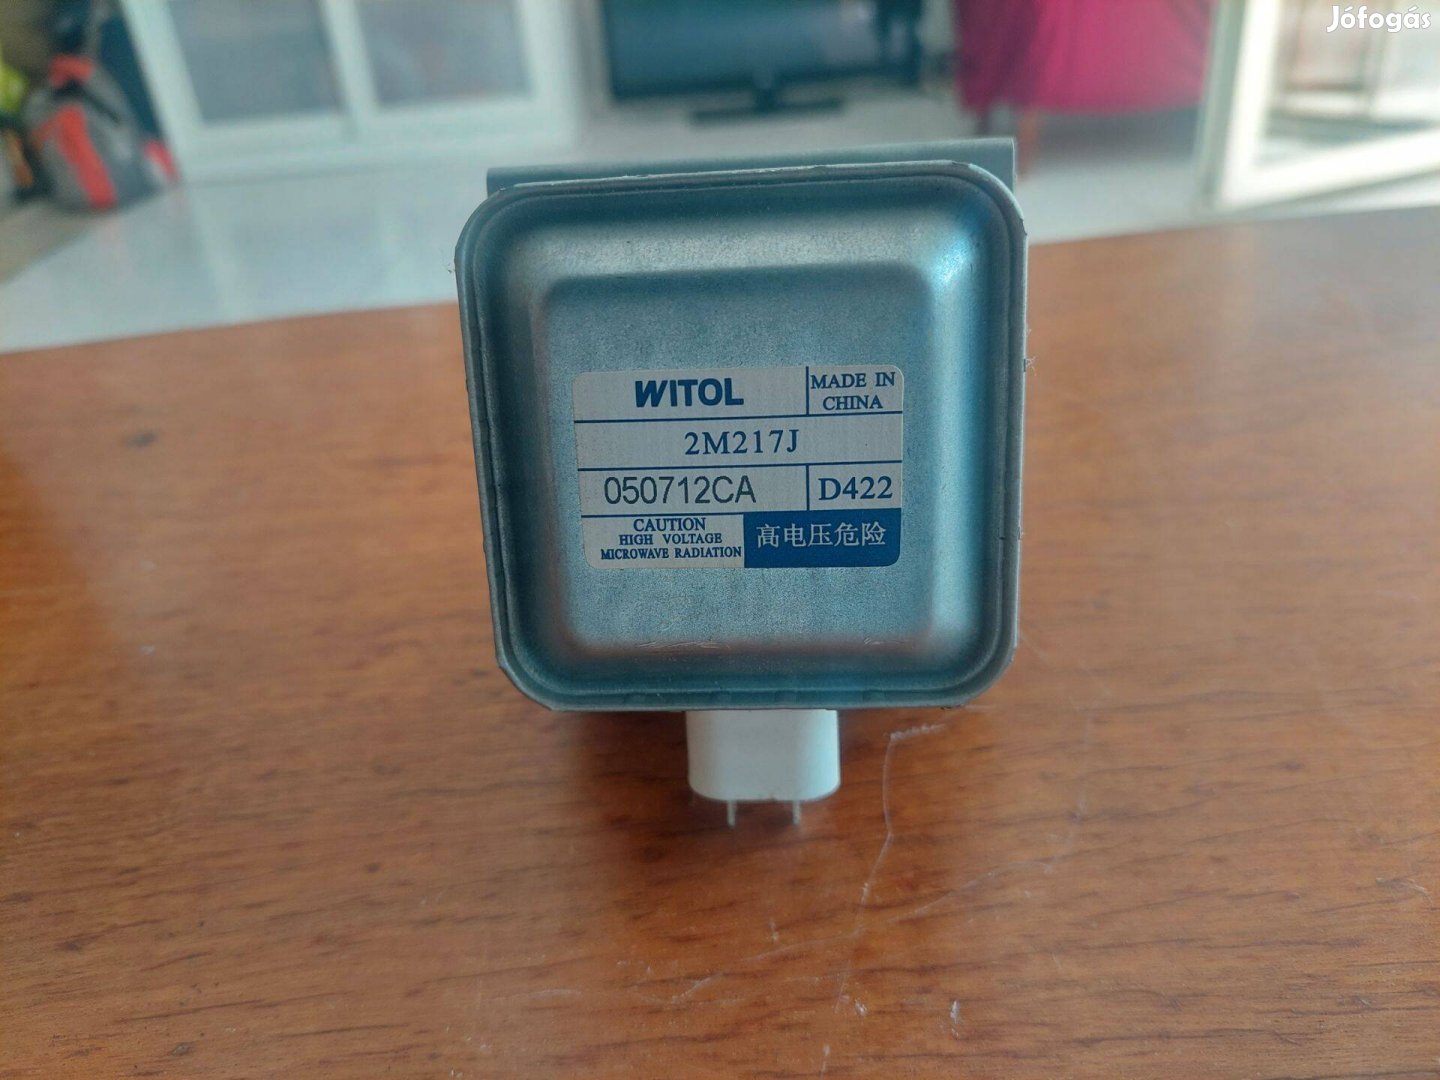 Jófogás
WITOL
MADE IN
CHINA
2M217J
050712CA
D422
CAUTION
HIGH VOLTAGE
MICROWAVE RADIATION
高电压危险